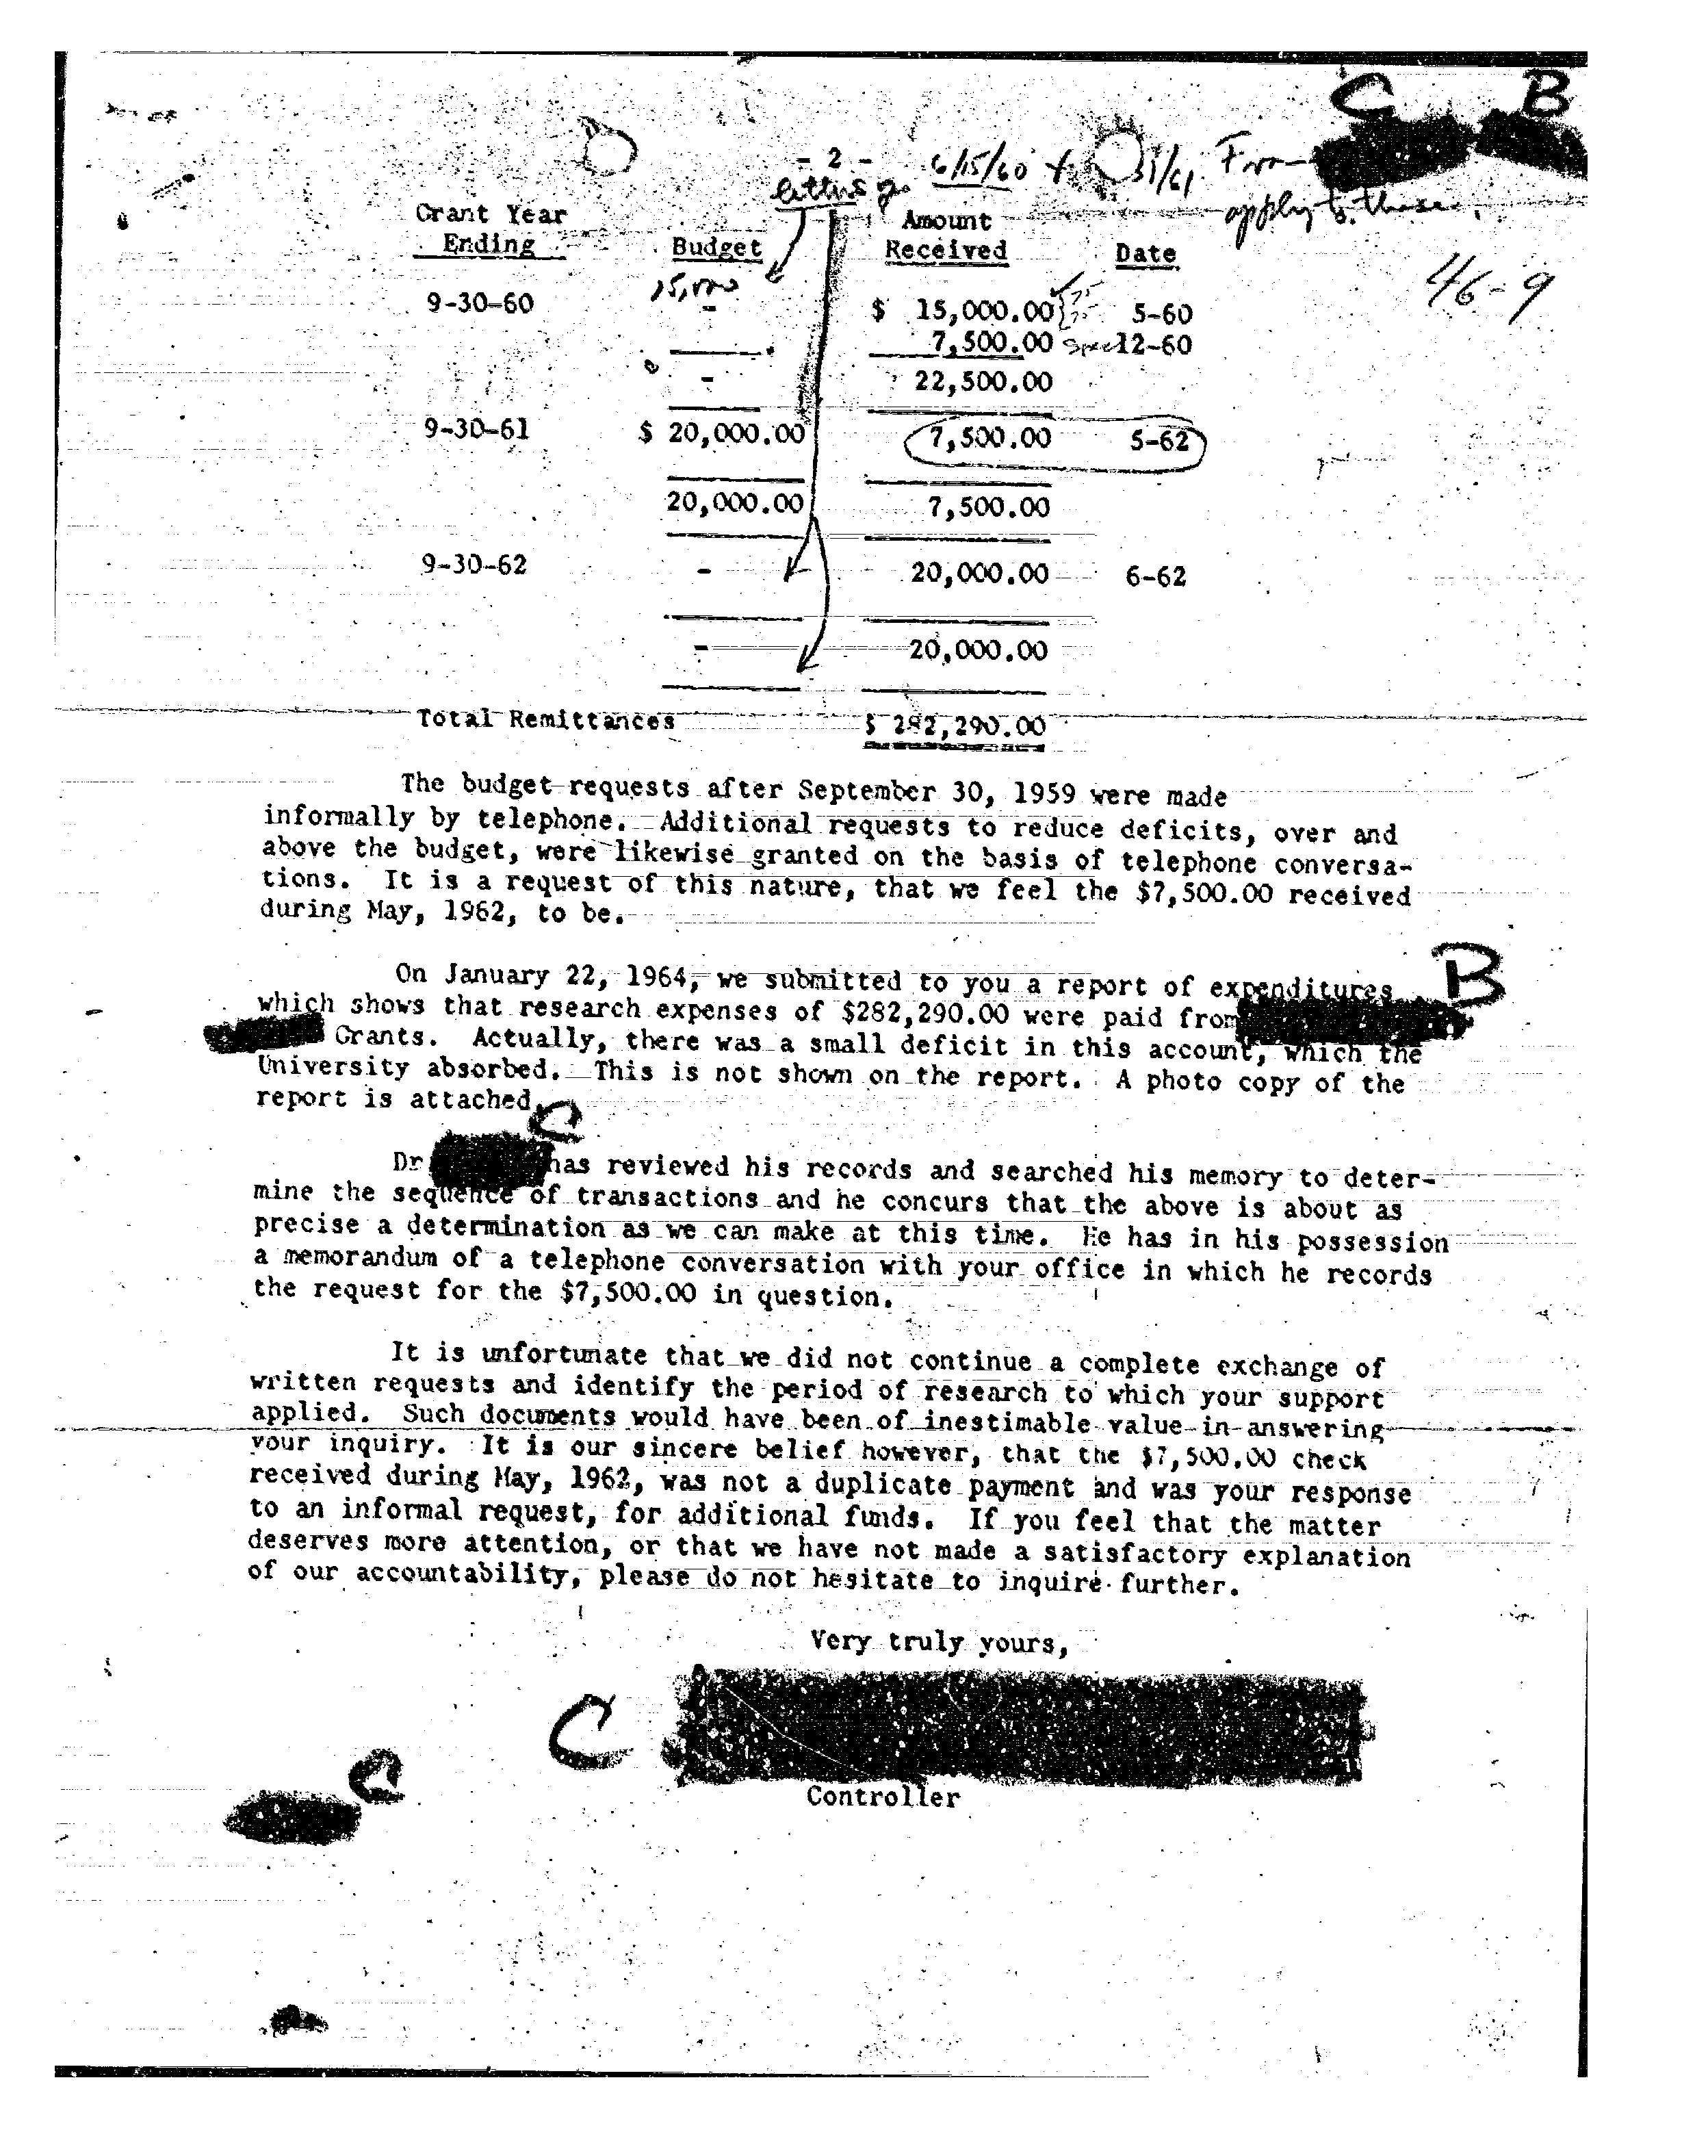 C B
- 2 -
letters of 6/15/60 + 31/61 From
apply to these.
Grant Year Amount
Ending Budget Received Date
46-9
15,000
9-30-60 - $ 15,000.00 5-60
7,500.00 Spec 12-60
- 22,500.00
9-30-61 $ 20,000.00 7,500.00 5-62
20,000.00 7,500.00
9-30-62 - 20,000.00 6-62
- 20,000.00
Total Remittances $ 282,290.00
The budget requests after September 30, 1959 were made
informally by telephone. Additional requests to reduce deficits, over and
above the budget, were likewise granted on the basis of telephone conversa-
tions. It is a request of this nature, that we feel the $7,500.00 received
during May, 1962, to be.
On January 22, 1964, we submitted to you a report of expenditures B
which shows that research expenses of $282,290.00 were paid from
Grants. Actually, there was a small deficit in this account, which the
University absorbed. This is not shown on the report. A photo copy of the
report is attached.
C
Dr has reviewed his records and searched his memory to deter-
mine the sequence of transactions and he concurs that the above is about as
precise a determination as we can make at this time. He has in his possession
a memorandum of a telephone conversation with your office in which he records
the request for the $7,500.00 in question.
It is unfortunate that we did not continue a complete exchange of
written requests and identify the period of research to which your support
applied. Such documents would have been of inestimable value in answering
your inquiry. It is our sincere belief however, that the $7,500.00 check
received during May, 1962, was not a duplicate payment and was your response
to an informal request, for additional funds. If you feel that the matter
deserves more attention, or that we have not made a satisfactory explanation
of our accountability, please do not hesitate to inquire further.
Very truly yours,
C
C
Controller